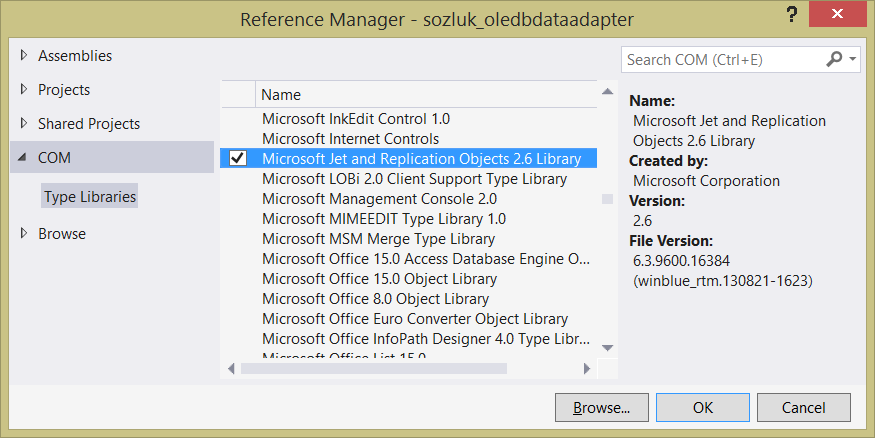 Reference Manager - sozluk_oledbdataadapter
?
Assemblies
Projects
Shared Projects
COM
Type Libraries
Browse
Name
Microsoft InkEdit Control 1.0
Microsoft Internet Controls
Microsoft Jet and Replication Objects 2.6 Library
Microsoft LOBi 2.0 Client Support Type Library
Microsoft Management Console 2.0
Microsoft MIMEEDIT Type Library 1.0
Microsoft MSM Merge Type Library
Microsoft Office 15.0 Access Database Engine O...
Microsoft Office 15.0 Object Library
Microsoft Office 8.0 Object Library
Microsoft Office Euro Converter Object Library
Microsoft Office InfoPath Designer 4.0 Type Libr...
Microsoft Office List 15.0
Search COM (Ctrl+E)
Name:
Microsoft Jet and Replication
Objects 2.6 Library
Created by:
Microsoft Corporation
Version:
2.6
File Version:
6.3.9600.16384
(winblue_rtm.130821-1623)
Browse...
OK
Cancel